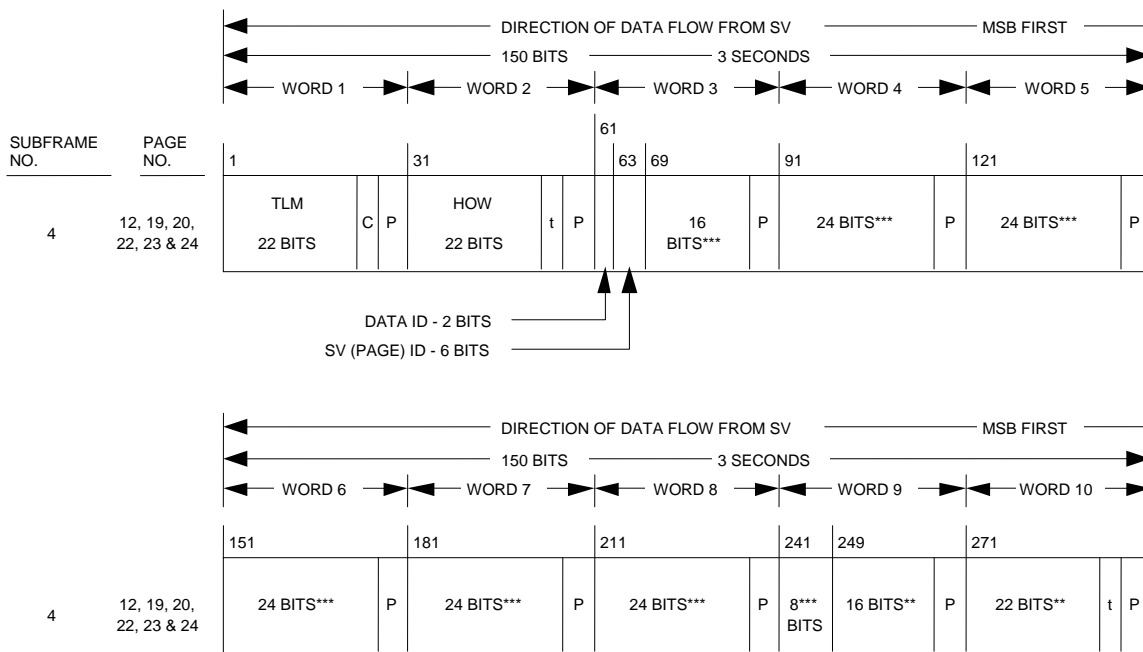 DIRECTION OF DATA FLOW FROM SV MSB FIRST
150 BITS 3 SECONDS
WORD 1 WORD 2 WORD 3 WORD 4 WORD 5
SUBFRAME NO.
PAGE NO.
1 31 61 63 69 91 121
4
12, 19, 20,
22, 23 & 24
TLM
22 BITS
C
P
HOW
22 BITS
t
P
16
BITS***
P
24 BITS***
P
24 BITS***
P
DATA ID - 2 BITS
SV (PAGE) ID - 6 BITS
DIRECTION OF DATA FLOW FROM SV MSB FIRST
150 BITS 3 SECONDS
WORD 6 WORD 7 WORD 8 WORD 9 WORD 10
151 181 211 241 249 271
4
12, 19, 20,
22, 23 & 24
24 BITS***
P
24 BITS***
P
24 BITS***
P
8***
BITS
16 BITS**
P
22 BITS**
t
P